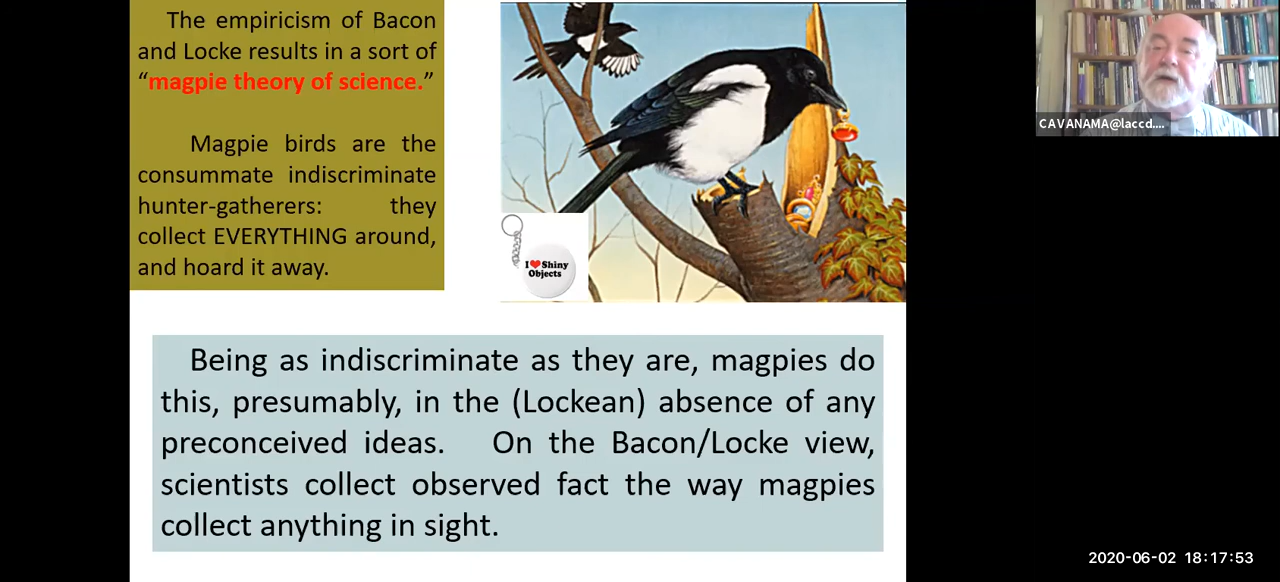 The empiricism of Bacon
and Locke results in a sort of
“magpie theory of science.”
Magpie birds are the
consummate indiscriminate
hunter-gatherers: they
collect EVERYTHING around,
and hoard it away.
I❤Shiny
Objects
CAVANAMA@laccd....
Being as indiscriminate as they are, magpies do
this, presumably, in the (Lockean) absence of any
preconceived ideas. On the Bacon/Locke view,
scientists collect observed fact the way magpies
collect anything in sight.
2020-06-02 18:17:53